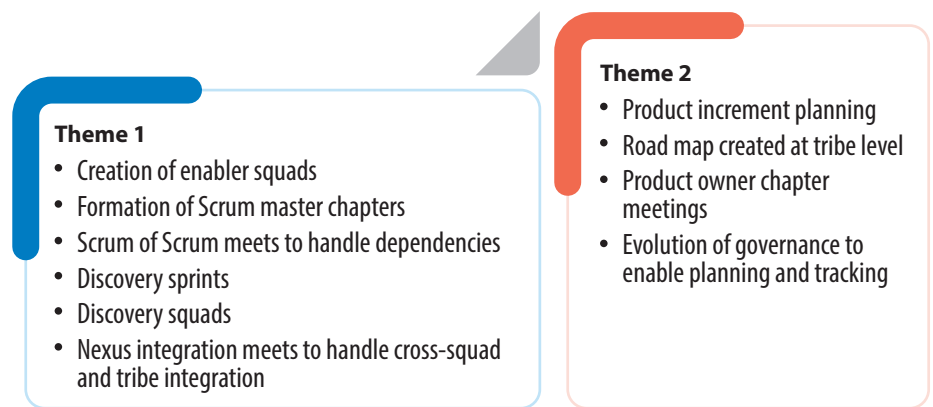 Theme 1
• Creation of enabler squads
• Formation of Scrum master chapters
• Scrum of Scrum meets to handle dependencies
• Discovery sprints
• Discovery squads
• Nexus integration meets to handle cross-squad
and tribe integration
Theme 2
• Product increment planning
• Road map created at tribe level
• Product owner chapter
meetings
• Evolution of governance to
enable planning and tracking